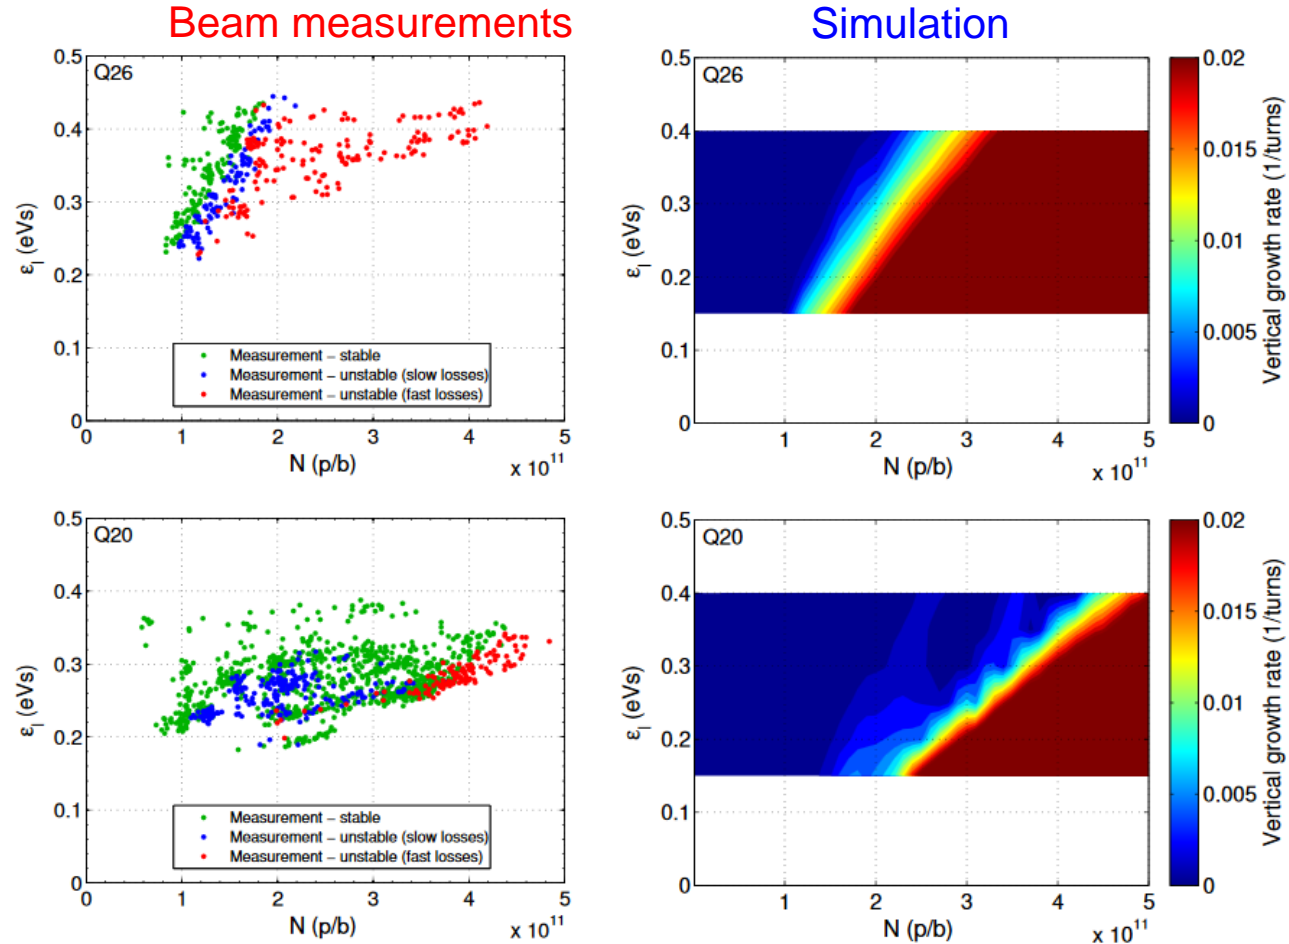 Beam measurements
Simulation
Q26
0.5
0.4
0.3
0.2
0.1
0
ε_l (eVs)
Measurement – stable
Measurement – unstable (slow losses)
Measurement – unstable (fast losses)
0 1 2 3 4 5
N (p/b)
x 10^11
Q26
0.5
0.4
0.3
0.2
0.1
0
ε_l (eVs)
1 2 3 4 5
N (p/b)
x 10^11
0.02
0.015
0.01
0.005
0
Vertical growth rate (1/turns)
Q20
0.5
0.4
0.3
0.2
0.1
0
ε_l (eVs)
Measurement – stable
Measurement – unstable (slow losses)
Measurement – unstable (fast losses)
0 1 2 3 4 5
N (p/b)
x 10^11
Q20
0.5
0.4
0.3
0.2
0.1
0
ε_l (eVs)
1 2 3 4 5
N (p/b)
x 10^11
0.02
0.015
0.01
0.005
0
Vertical growth rate (1/turns)